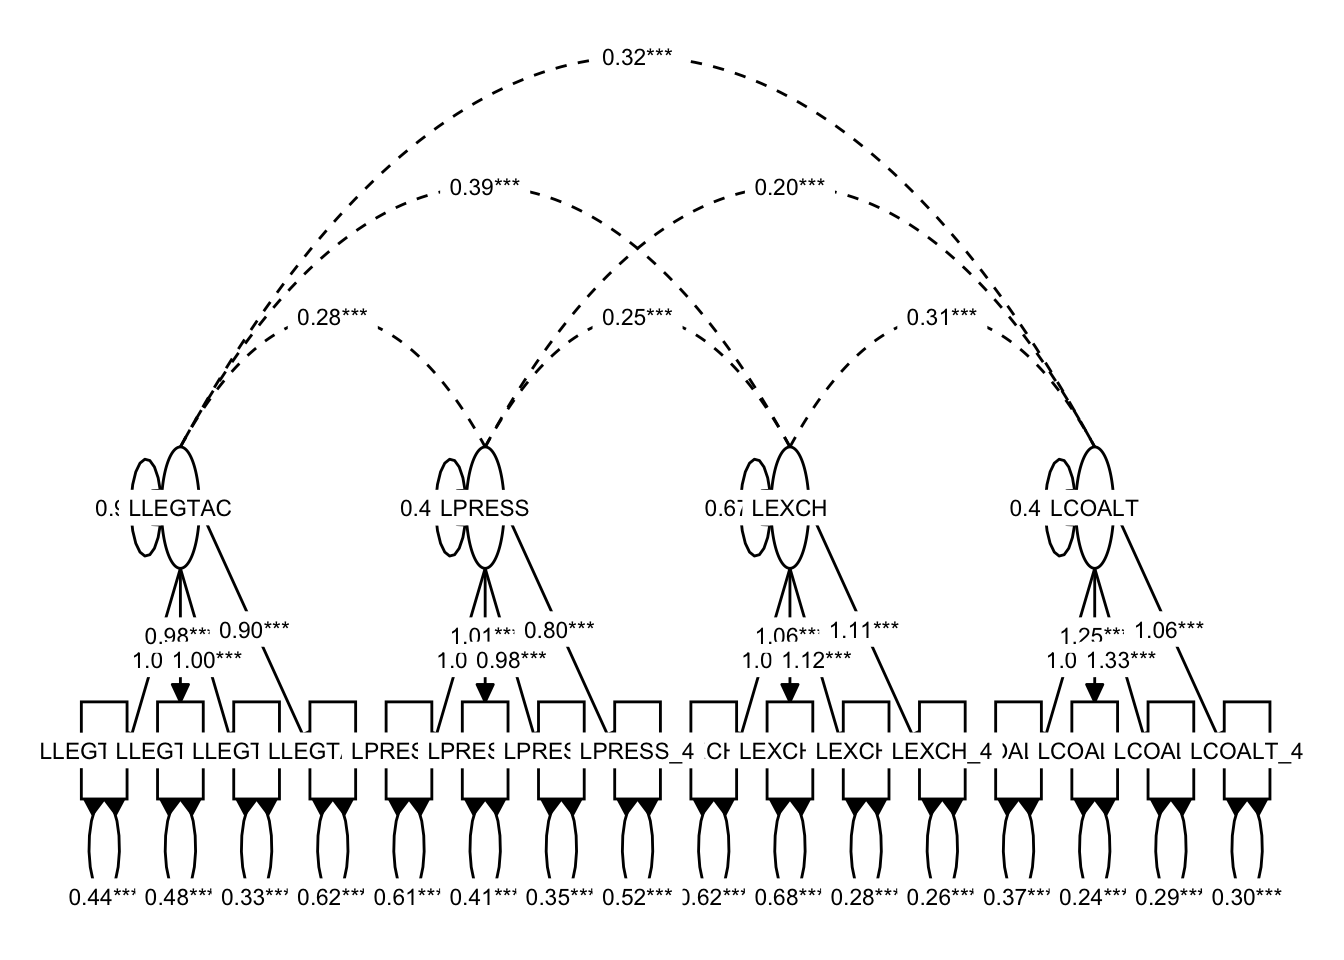 0.32***
0.39*** 0.20***
0.28*** 0.25*** 0.31***
LLEGTAC 0.4 LPRESS 0.67 LEXCH 0.4 LCOALT
0.98*** 0.90*** 1.01*** 0.80*** 1.06*** 1.11*** 1.25*** 1.06***
1.0 1.00*** 1.0 0.98*** 1.0 1.12*** 1.0 1.33***
LLEGT LLEGT LLEGT LLEGT LPRES LPRES LPRES LPRESS_4 CH LEXCH LEXCH LEXCH_4 LCOAL LCOAL LCOALT_4
0.44*** 0.48*** 0.33*** 0.62*** 0.61*** 0.41*** 0.35*** 0.52*** 0.62*** 0.68*** 0.28*** 0.26*** 0.37*** 0.24*** 0.29*** 0.30***